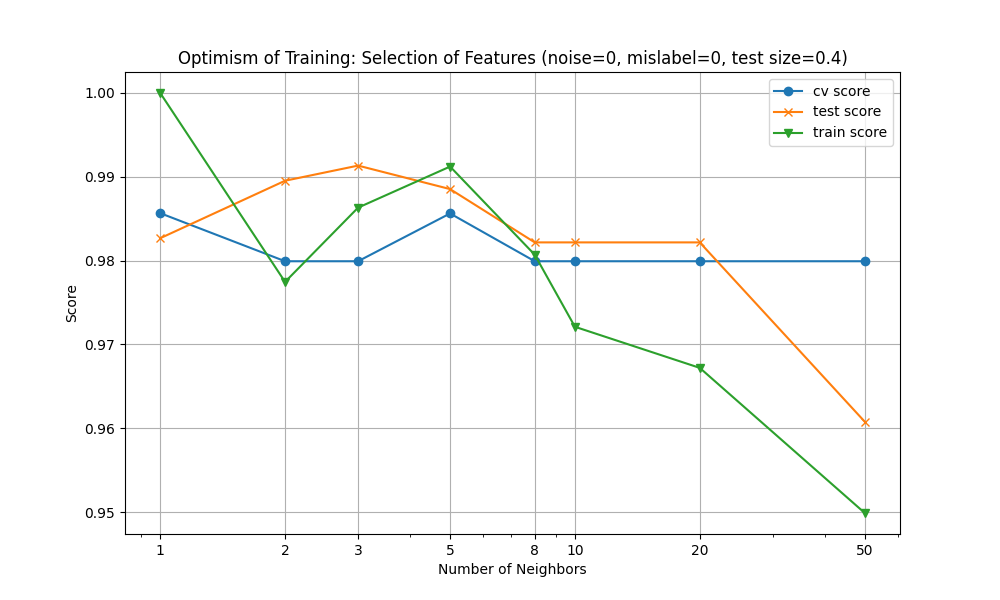 Optimism of Training: Selection of Features (noise=0, mislabel=0, test size=0.4)
cv score
test score
train score
1.00
0.99
0.98
0.97
0.96
0.95
Score
1 2 3 5 8 10 20 50
Number of Neighbors